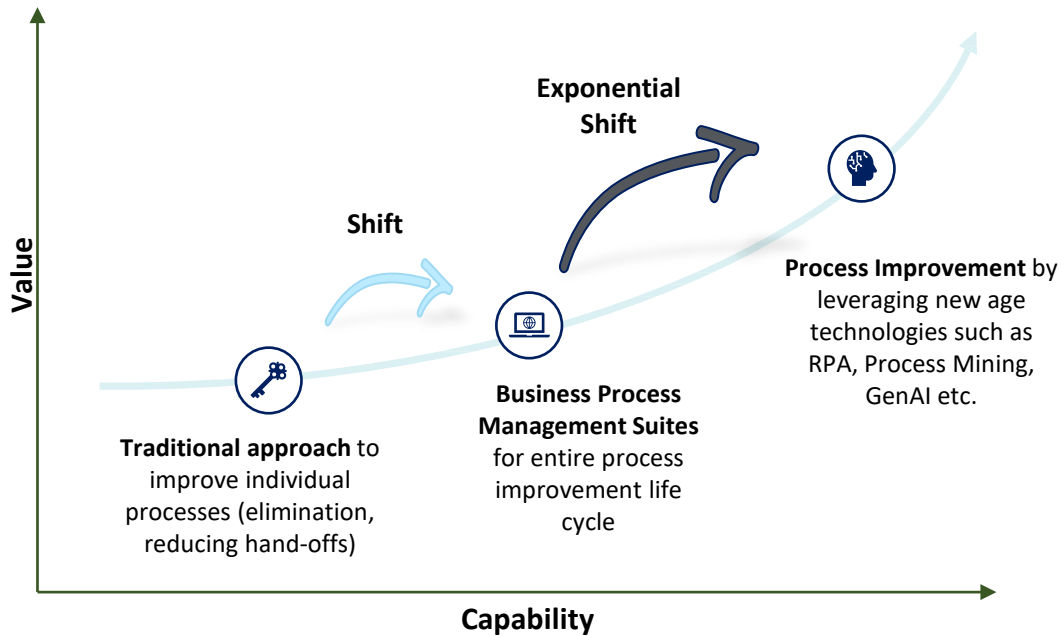 Exponential
Shift
Shift
Value
Process Improvement by
leveraging new age
technologies such as
RPA, Process Mining,
GenAI etc.
Business Process
Management Suites
for entire process
improvement life
cycle
Traditional approach to
improve individual
processes (elimination,
reducing hand-offs)
Capability